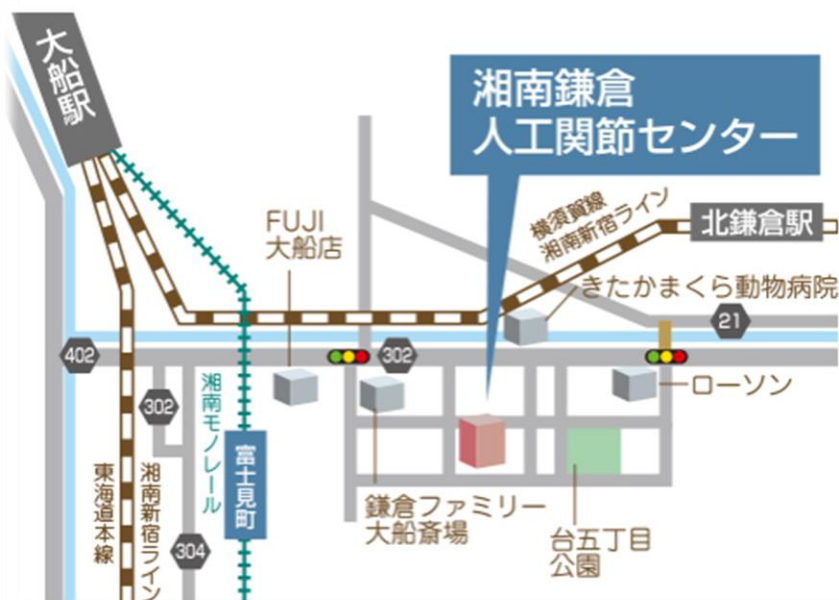 大船駅
湘南鎌倉
人工関節センター
FUJI
大船店
横須賀線
湘南新宿ライン
北鎌倉駅
きたかまくら動物病院
21
402
302
302
ローソン
湘南モノレール
富士見町
東海道本線
湘南新宿ライン
304
鎌倉ファミリー
大船斎場
台五丁目
公園